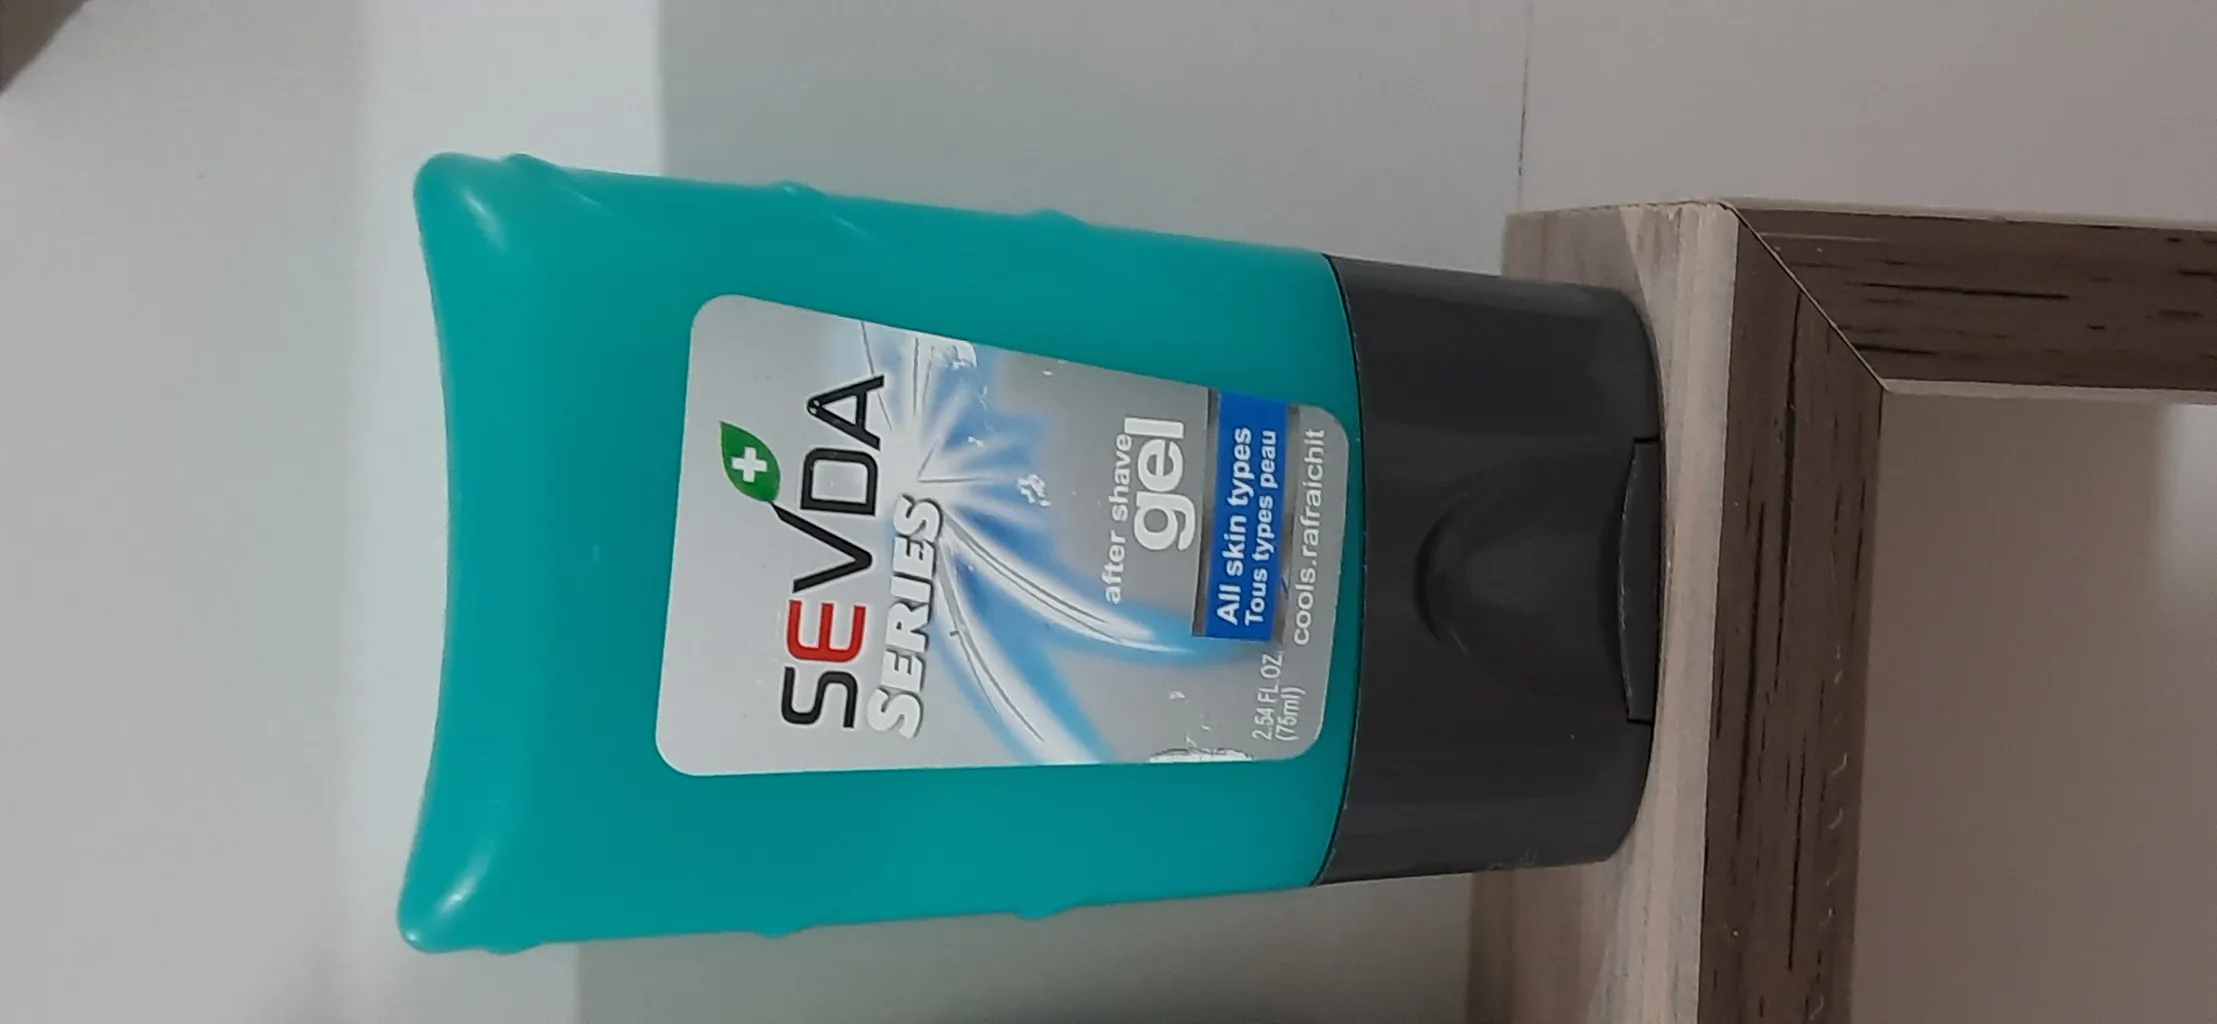 SEVDA
SERIES
after shave
gel
All skin types
Tous types peau
cools.rafraichit
2.54 FL.OZ.
(75ml)